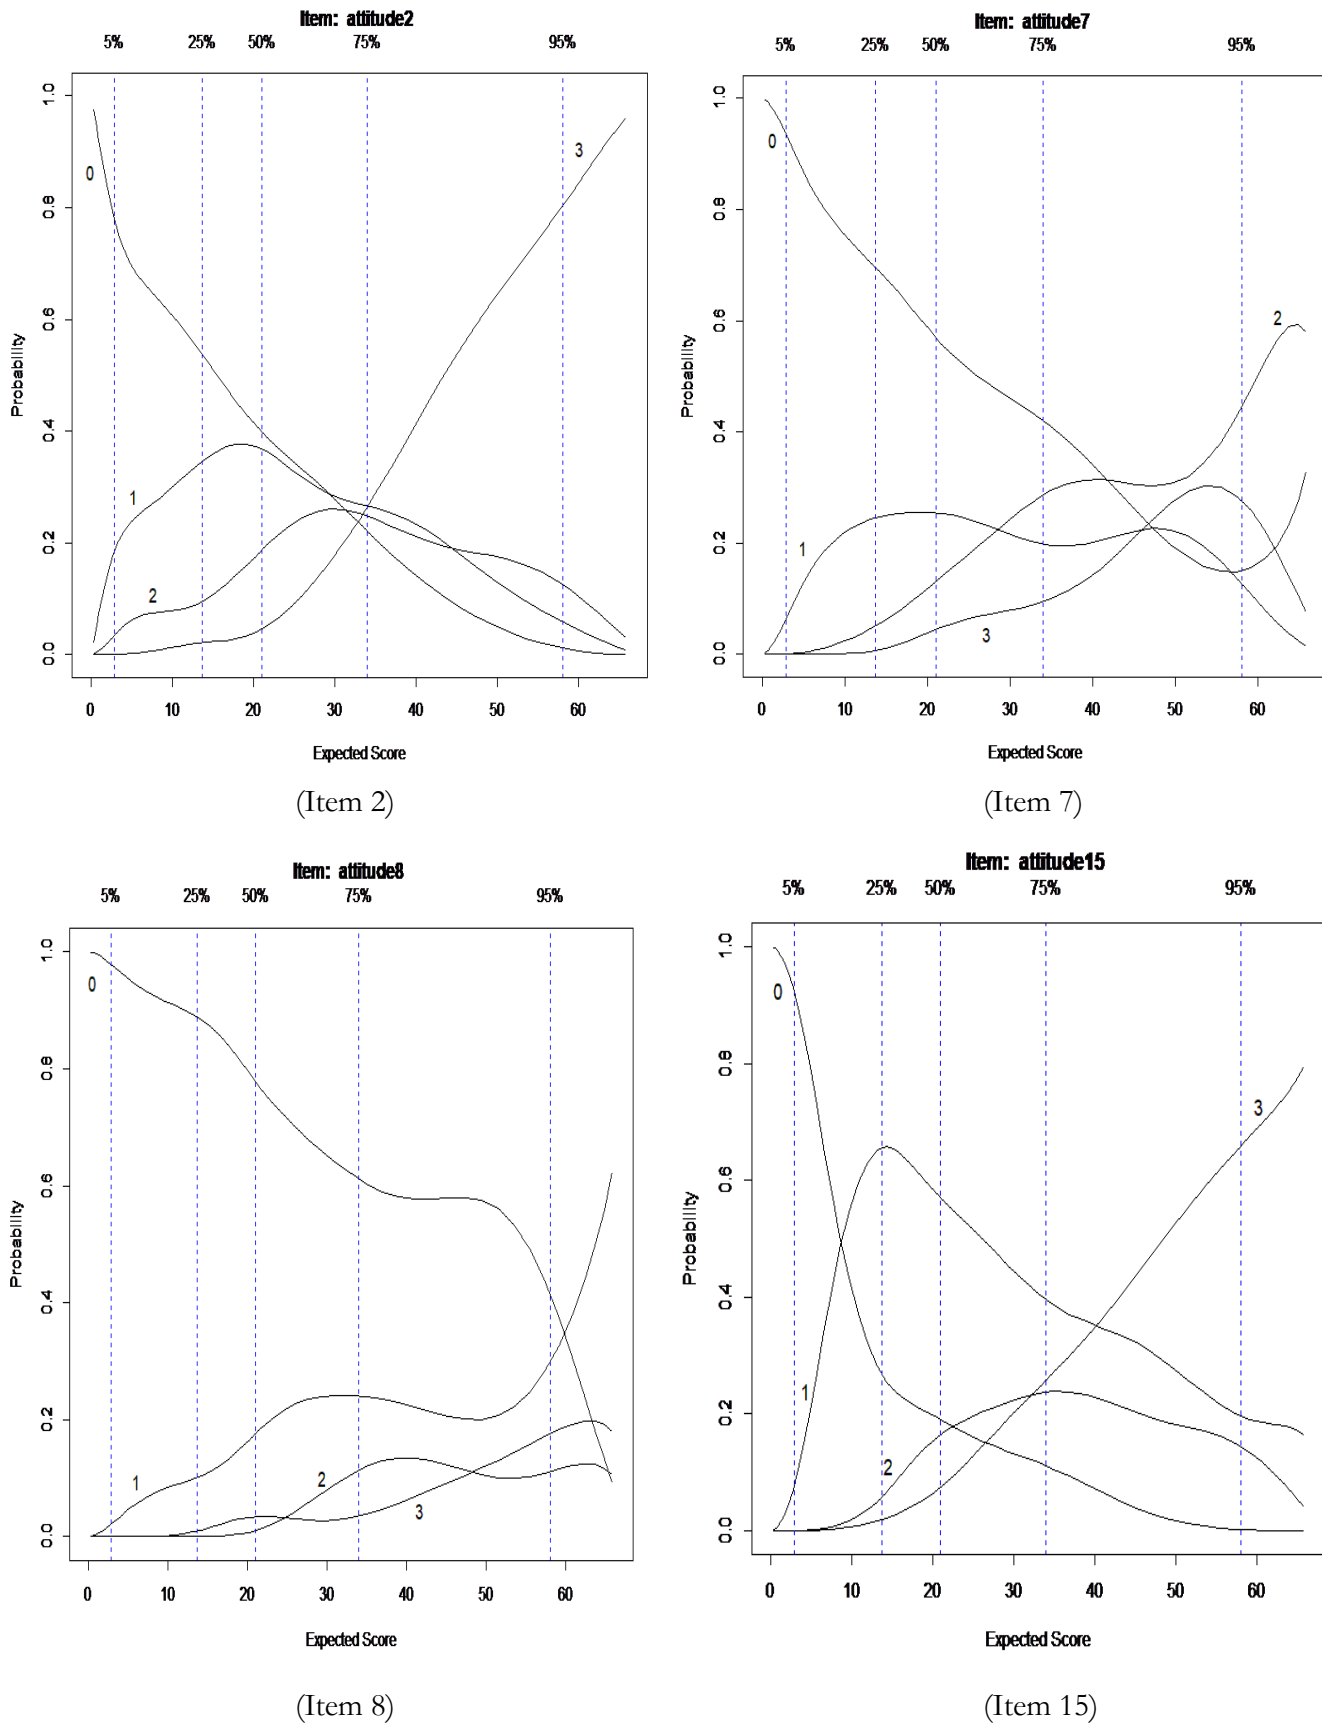 Item: attitude2
5% 25% 50% 75% 95%
Probability
1.0
0.8
0.6
0.4
0.2
0.0
0
1
2
3
0 10 20 30 40 50 60
Expected Score
(Item 2)
Item: attitude7
5% 25% 50% 75% 95%
Probability
1.0
0.8
0.6
0.4
0.2
0.0
0
1
2
3
0 10 20 30 40 50 60
Expected Score
(Item 7)
Item: attitude8
5% 25% 50% 75% 95%
Probability
1.0
0.8
0.6
0.4
0.2
0.0
0
1
2
3
0 10 20 30 40 50 60
Expected Score
(Item 8)
Item: attitude15
5% 25% 50% 75% 95%
Probability
1.0
0.8
0.6
0.4
0.2
0.0
0
1
2
3
0 10 20 30 40 50 60
Expected Score
(Item 15)